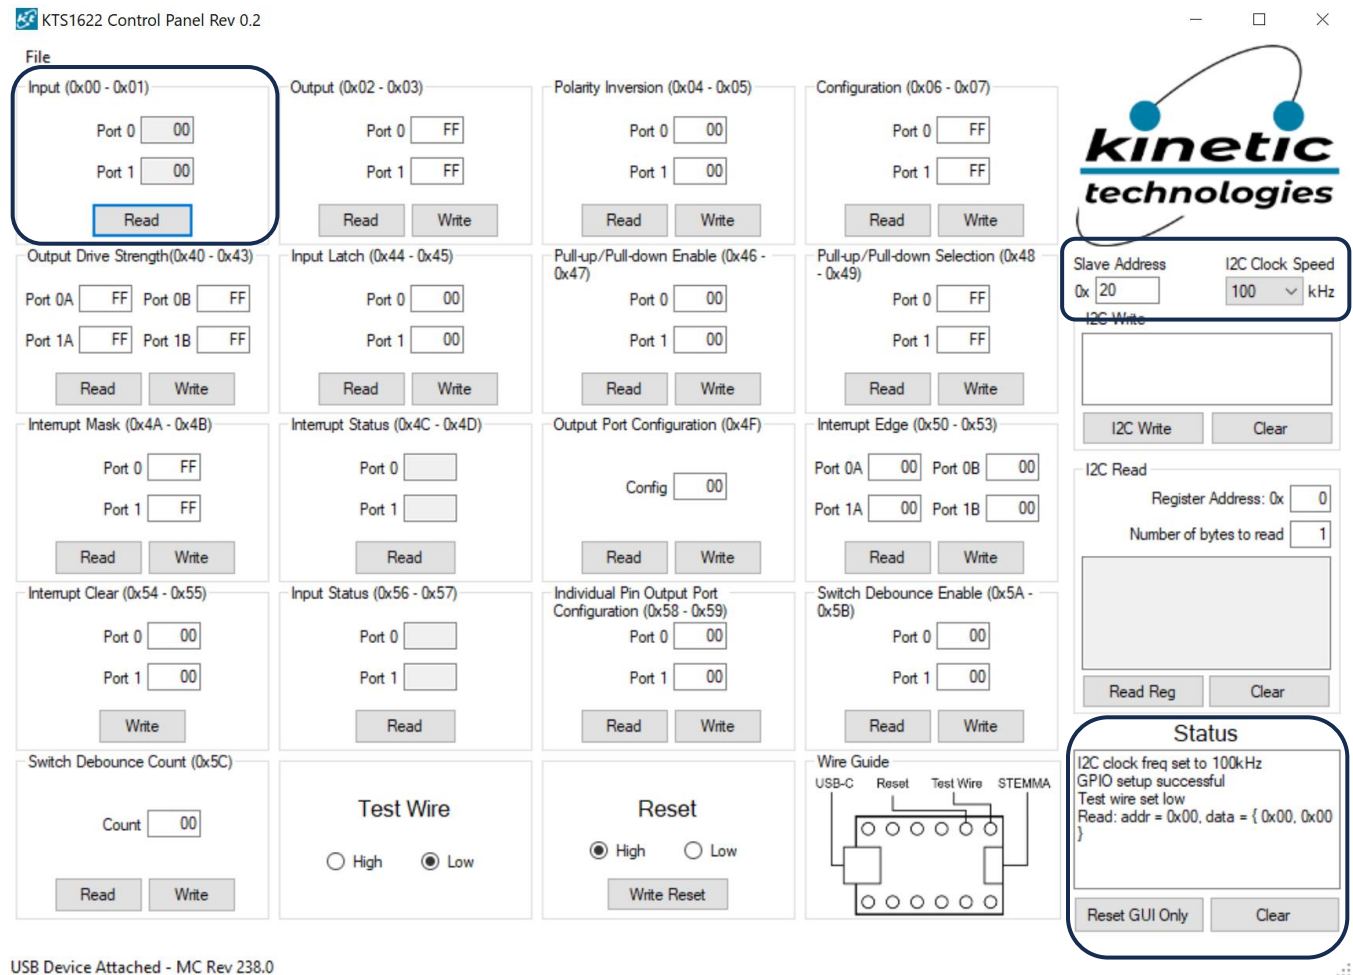 KTS1622 Control Panel Rev 0.2
File
Input (0x00 - 0x01)
Port 0 00
Port 1 00
Read
Output (0x02 - 0x03)
Port 0 FF
Port 1 FF
Read Write
Polarity Inversion (0x04 - 0x05)
Port 0 00
Port 1 00
Read Write
Configuration (0x06 - 0x07)
Port 0 FF
Port 1 FF
Read Write
kinetic
technologies
Output Drive Strength(0x40 - 0x43)
Port 0A FF Port 0B FF
Port 1A FF Port 1B FF
Read Write
Input Latch (0x44 - 0x45)
Port 0 00
Port 1 00
Read Write
Pull-up/Pull-down Enable (0x46 -
0x47)
Port 0 00
Port 1 00
Read Write
Pull-up/Pull-down Selection (0x48
- 0x49)
Port 0 FF
Port 1 FF
Read Write
Slave Address I2C Clock Speed
0x 20 100 kHz
I2C Write
I2C Write Clear
Interrupt Mask (0x4A - 0x4B)
Port 0 FF
Port 1 FF
Read Write
Interrupt Status (0x4C - 0x4D)
Port 0
Port 1
Read
Output Port Configuration (0x4F)
Config 00
Read Write
Interrupt Edge (0x50 - 0x53)
Port 0A 00 Port 0B 00
Port 1A 00 Port 1B 00
Read Write
I2C Read
Register Address: 0x 0
Number of bytes to read 1
Read Reg Clear
Interrupt Clear (0x54 - 0x55)
Port 0 00
Port 1 00
Write
Input Status (0x56 - 0x57)
Port 0
Port 1
Read
Individual Pin Output Port
Configuration (0x58 - 0x59)
Port 0 00
Port 1 00
Read Write
Switch Debounce Enable (0x5A -
0x5B)
Port 0 00
Port 1 00
Read Write
Switch Debounce Count (0x5C)
Count 00
Read Write
Test Wire
High Low
Reset
High Low
Write Reset
Wire Guide
USB-C Reset Test Wire STEMMA
Status
I2C clock freq set to 100kHz
GPIO setup successful
Test wire set low
Read: addr = 0x00, data = { 0x00, 0x00
}
Reset GUI Only Clear
USB Device Attached - MC Rev 238.0